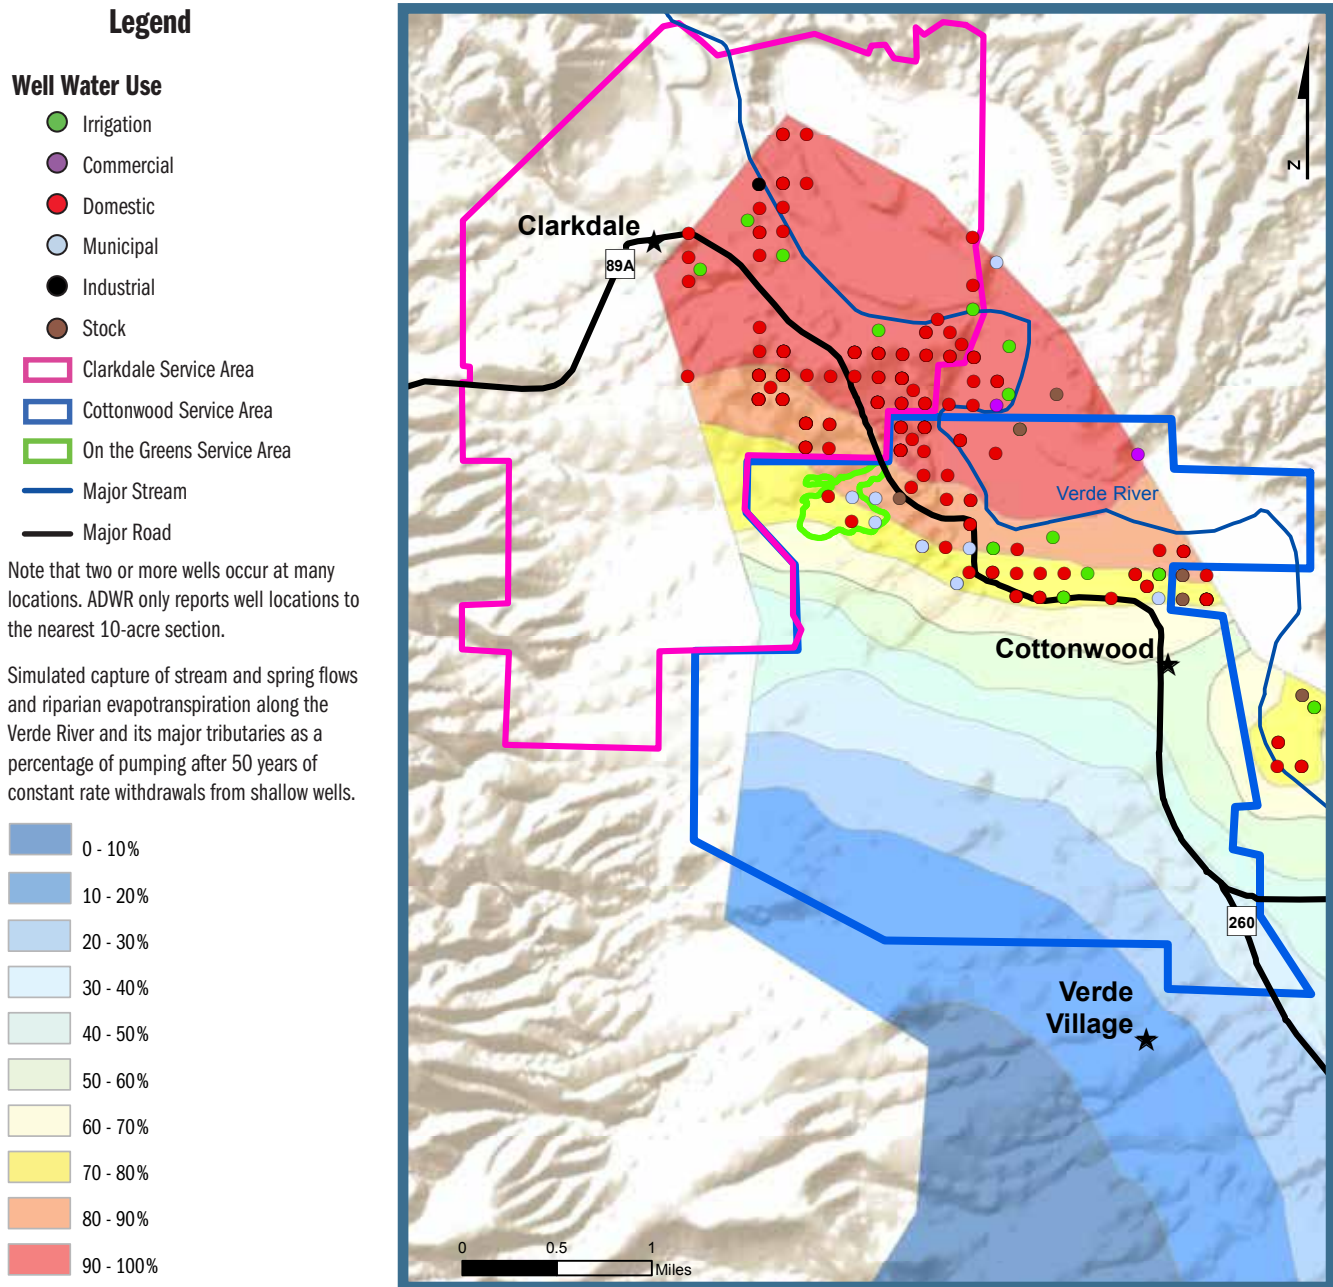 Legend
Well Water Use
Irrigation
Commercial
Domestic
Municipal
Industrial
Stock
Clarkdale Service Area
Cottonwood Service Area
On the Greens Service Area
Major Stream
Major Road
Note that two or more wells occur at many
locations. ADWR only reports well locations to
the nearest 10-acre section.
Simulated capture of stream and spring flows
and riparian evapotranspiration along the
Verde River and its major tributaries as a
percentage of pumping after 50 years of
constant rate withdrawals from shallow wells.
0 - 10%
10 - 20%
20 - 30%
30 - 40%
40 - 50%
50 - 60%
60 - 70%
70 - 80%
80 - 90%
90 - 100%
N
Clarkdale
89A
Verde River
Cottonwood
260
Verde
Village
0 0.5 1
Miles